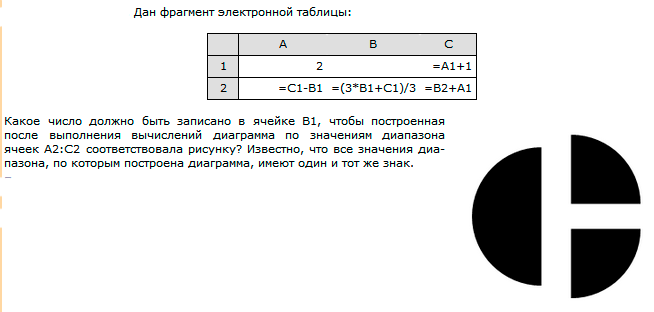 Дан фрагмент электронной таблицы:
A B C
1 2 =A1+1
2 =C1-B1 =(3*B1+C1)/3 =B2+A1
Какое число должно быть записано в ячейке B1, чтобы построенная
после выполнения вычислений диаграмма по значениям диапазона
ячеек A2:C2 соответствовала рисунку? Известно, что все значения диа-
пазона, по которым построена диаграмма, имеют один и тот же знак.